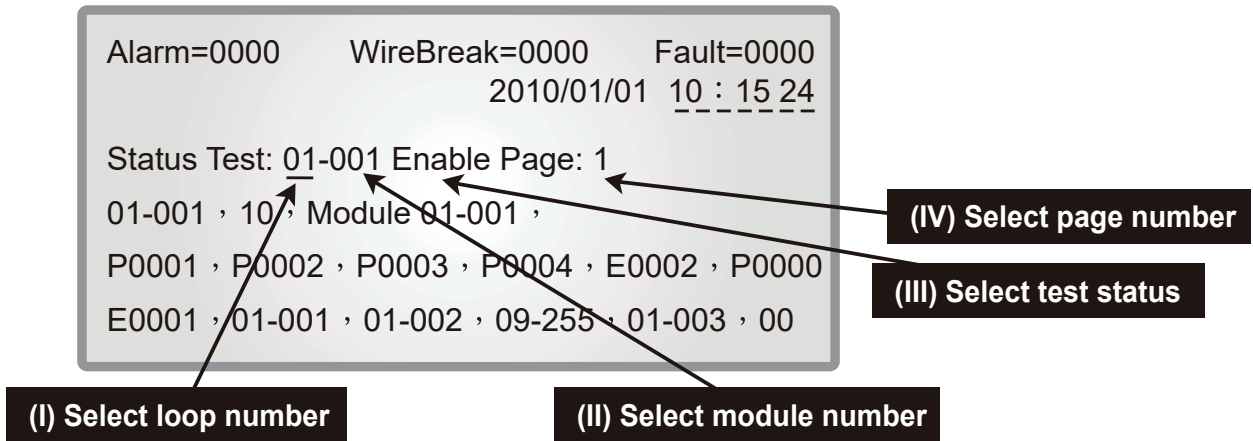 Alarm=0000 WireBreak=0000 Fault=0000
2010/01/01 10：15 24
Status Test: 01-001 Enable Page: 1
01-001，10，Module 01-001，
P0001，P0002，P0003，P0004，E0002，P0000
E0001，01-001，01-002，09-255，01-003，00
(IV) Select page number
(III) Select test status
(I) Select loop number
(II) Select module number